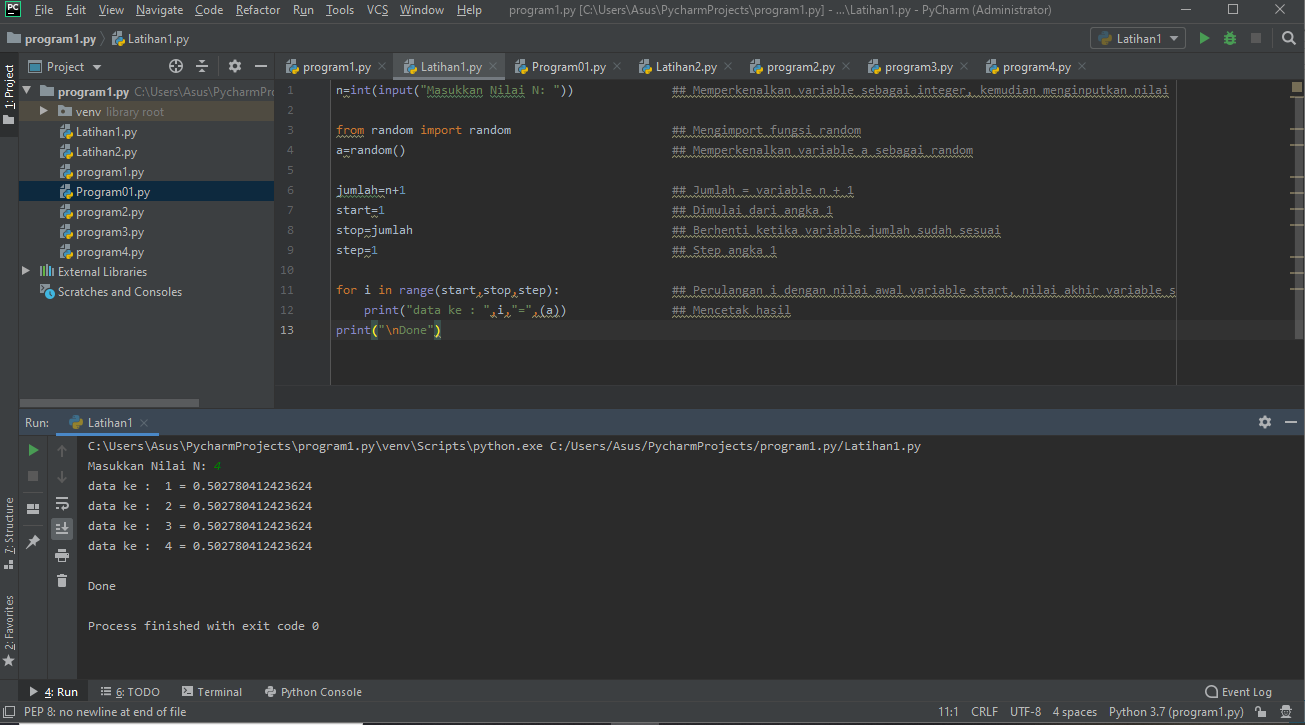 PC File Edit View Navigate Code Refactor Run Tools VCS Window Help program1.py [C:\Users\Asus\PycharmProjects\program1.py] - ...\Latihan1.py - PyCharm (Administrator)
program1.py Latihan1.py Latihan1
Project program1.py Latihan1.py Program01.py Latihan2.py program2.py program3.py program4.py
1: Project
program1.py C:\Users\Asus\PycharmPr
venv library root
Latihan1.py
Latihan2.py
program1.py
Program01.py
program2.py
program3.py
program4.py
External Libraries
Scratches and Consoles
1 n=int(input("Masukkan Nilai N: ")) ## Memperkenalkan variable sebagai integer, kemudian menginputkan nilai
2
3 from random import random ## Mengimport fungsi random
4 a=random() ## Memperkenalkan variable a sebagai random
5
6 jumlah=n+1 ## Jumlah = variable n + 1
7 start=1 ## Dimulai dari angka 1
8 stop=jumlah ## Berhenti ketika variable jumlah sudah sesuai
9 step=1 ## Step angka 1
10
11 for i in range(start,stop,step): ## Perulangan i dengan nilai awal variable start, nilai akhir variable s
12 print("data ke : ",i,"=",(a)) ## Mencetak hasil
13 print("\nDone")
Run: Latihan1
C:\Users\Asus\PycharmProjects\program1.py\venv\Scripts\python.exe C:/Users/Asus/PycharmProjects/program1.py/Latihan1.py
Masukkan Nilai N: 4
data ke :  1 = 0.502780412423624
data ke :  2 = 0.502780412423624
data ke :  3 = 0.502780412423624
data ke :  4 = 0.502780412423624
Done
Process finished with exit code 0
7: Structure
2: Favorites
4: Run 6: TODO Terminal Python Console Event Log
PEP 8: no newline at end of file 11:1 CRLF UTF-8 4 spaces Python 3.7 (program1.py)